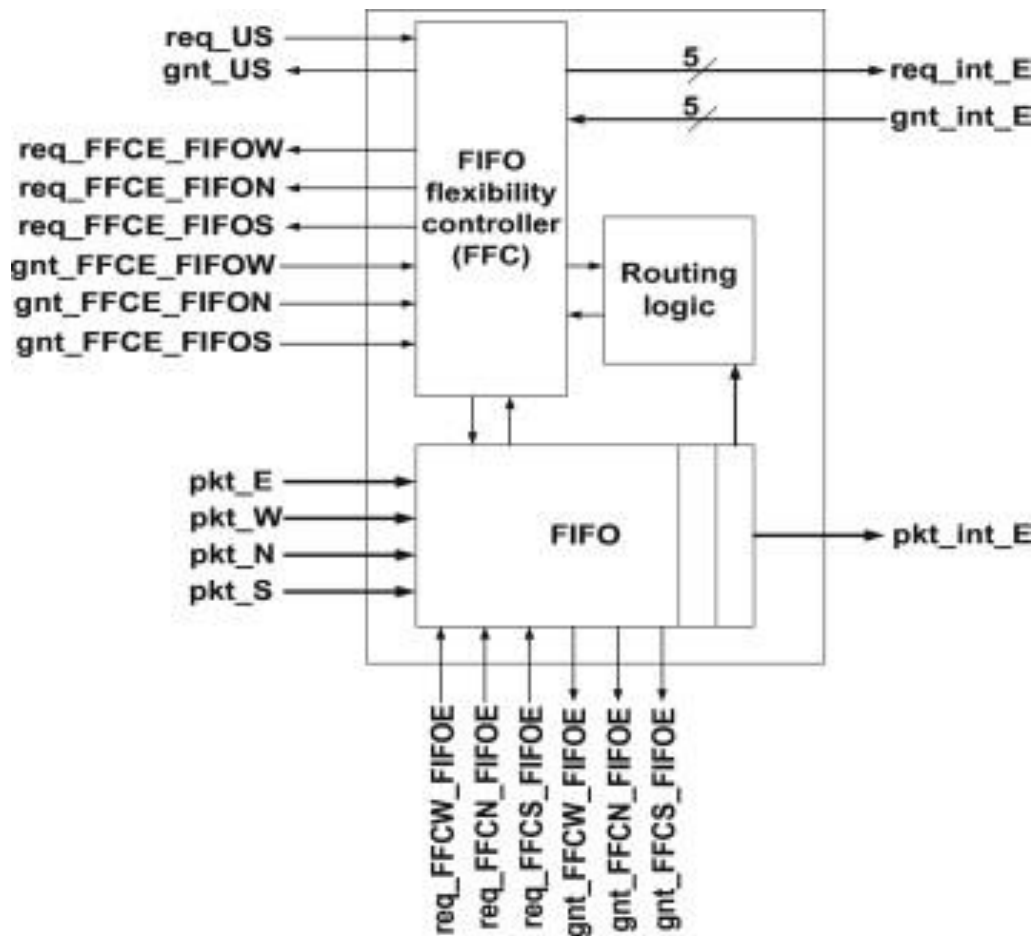 req_US
gnt_US
5
req_int_E
5
gnt_int_E
req_FFCE_FIFOW
req_FFCE_FIFON
req_FFCE_FIFOS
gnt_FFCE_FIFOW
gnt_FFCE_FIFON
gnt_FFCE_FIFOS
FIFO
flexibility
controller
(FFC)
Routing
logic
pkt_E
pkt_W
pkt_N
pkt_S
FIFO
pkt_int_E
req_FFCW_FIFOE
req_FFCN_FIFOE
req_FFCS_FIFOE
gnt_FFCW_FIFOE
gnt_FFCN_FIFOE
gnt_FFCS_FIFOE